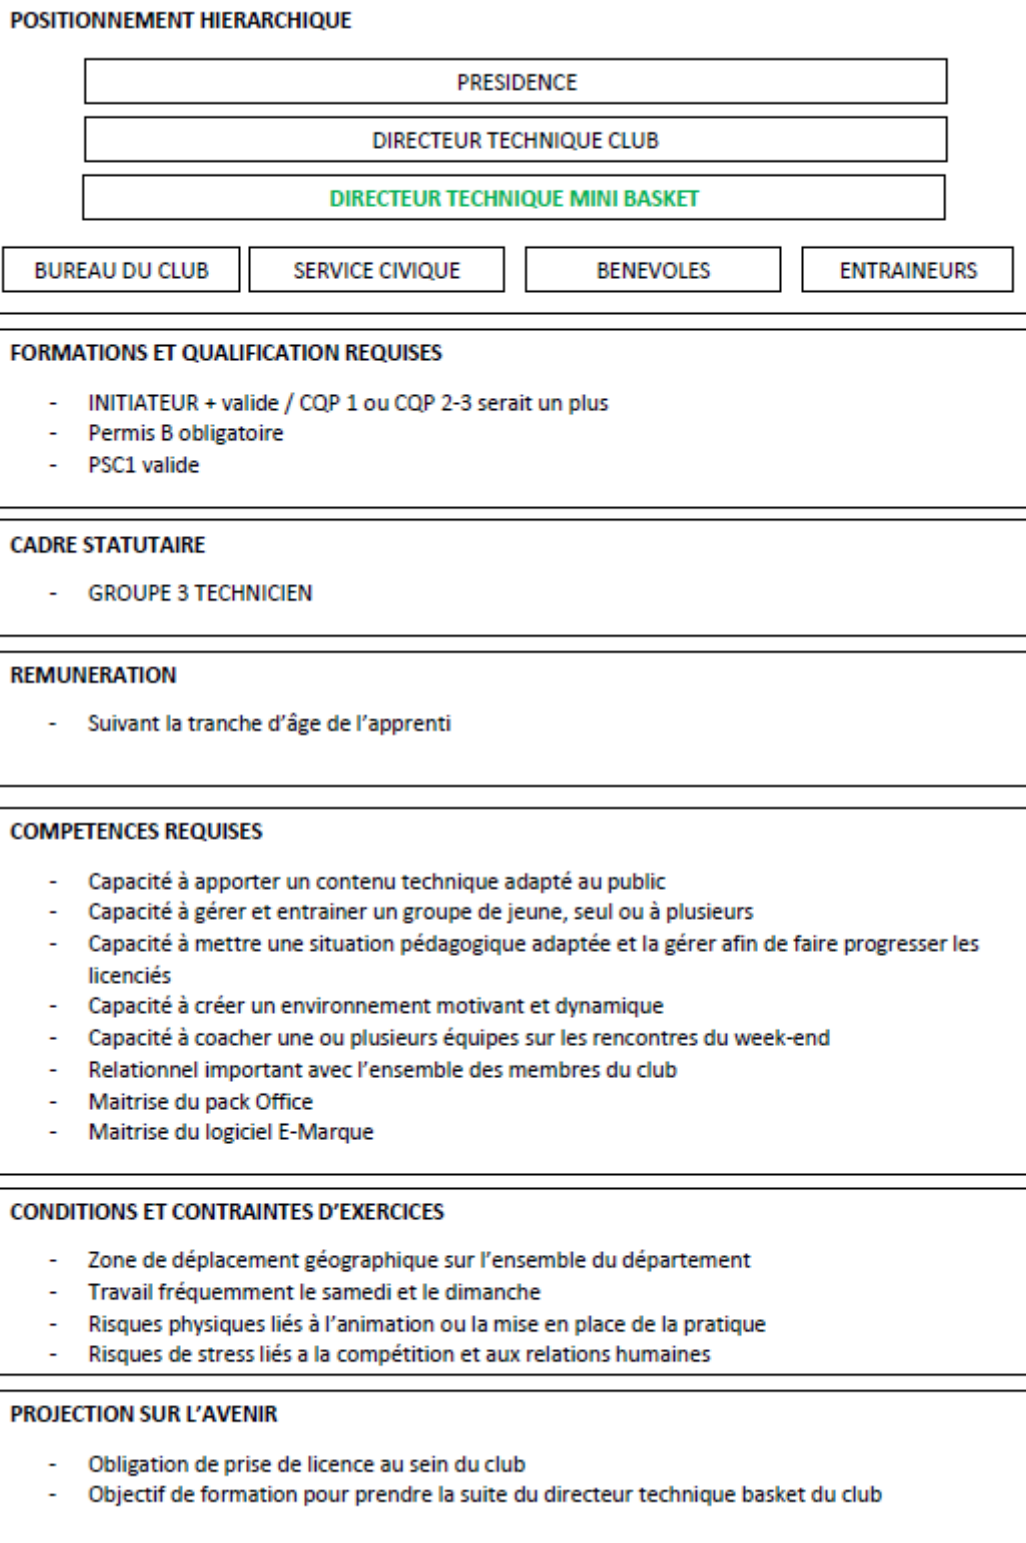 POSITIONNEMENT HIERARCHIQUE
PRESIDENCE
DIRECTEUR TECHNIQUE CLUB
DIRECTEUR TECHNIQUE MINI BASKET
BUREAU DU CLUB
SERVICE CIVIQUE
BENEVOLES
ENTRAINEURS
FORMATIONS ET QUALIFICATION REQUISES
- INITIATEUR + valide / CQP 1 ou CQP 2-3 serait un plus
- Permis B obligatoire
- PSC1 valide
CADRE STATUTAIRE
- GROUPE 3 TECHNICIEN
REMUNERATION
- Suivant la tranche d'âge de l'apprenti
COMPETENCES REQUISES
- Capacité à apporter un contenu technique adapté au public
- Capacité à gérer et entrainer un groupe de jeune, seul ou à plusieurs
- Capacité à mettre une situation pédagogique adaptée et la gérer afin de faire progresser les
licenciés
- Capacité à créer un environnement motivant et dynamique
- Capacité à coacher une ou plusieurs équipes sur les rencontres du week-end
- Relationnel important avec l'ensemble des membres du club
- Maitrise du pack Office
- Maitrise du logiciel E-Marque
CONDITIONS ET CONTRAINTES D'EXERCICES
- Zone de déplacement géographique sur l'ensemble du département
- Travail fréquemment le samedi et le dimanche
- Risques physiques liés à l'animation ou la mise en place de la pratique
- Risques de stress liés a la compétition et aux relations humaines
PROJECTION SUR L'AVENIR
- Obligation de prise de licence au sein du club
- Objectif de formation pour prendre la suite du directeur technique basket du club